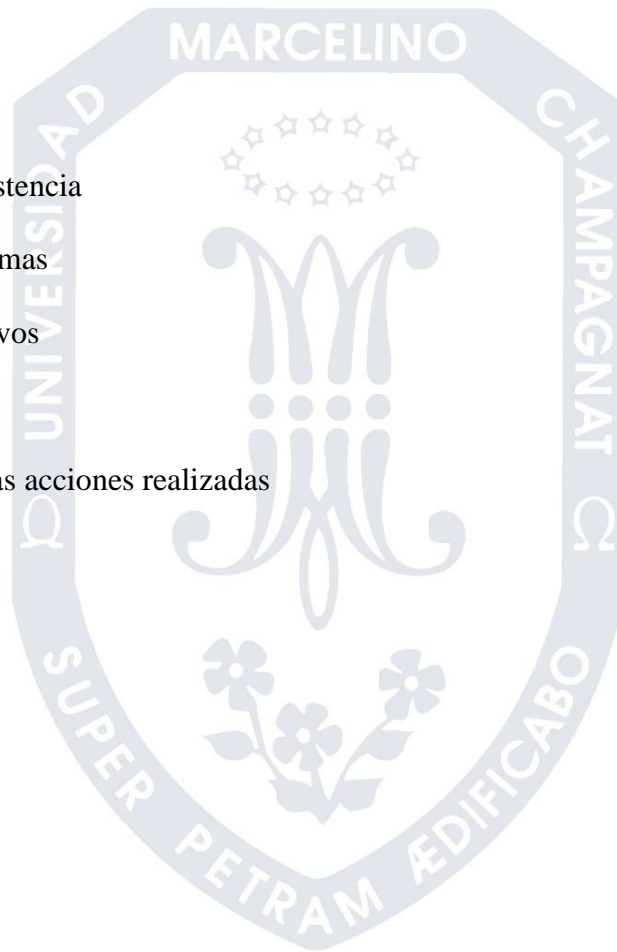 MARCELINO
UNIVERSIDAD
CHAMPAGNAT
stencia
mas
vos
as acciones realizadas
Ω
Ω
SUPER PETRAM ÆDIFICABO